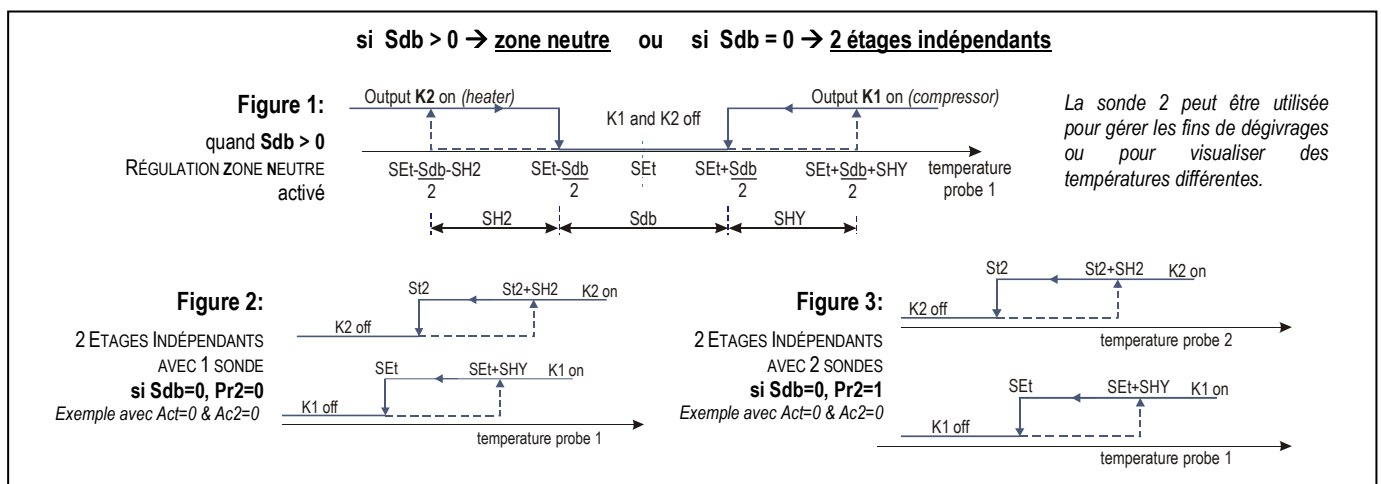 si Sdb > 0 → zone neutre ou si Sdb = 0 → 2 étages indépendants
Figure 1:
quand Sdb > 0
RÉGULATION ZONE NEUTRE
activé
Output K2 on (heater)
K1 and K2 off
Output K1 on (compressor)
SEt-Sdb-SH2
2
SEt-Sdb
2
SEt
SEt+Sdb
2
SEt+Sdb+SHY
2
temperature
probe 1
SH2
Sdb
SHY
La sonde 2 peut être utilisée
pour gérer les fins de dégivrages
ou pour visualiser des
températures différentes.
Figure 2:
2 ETAGES INDÉPENDANTS
AVEC 1 SONDE
si Sdb=0, Pr2=0
Exemple avec Act=0 & Ac2=0
St2
St2+SH2
K2 on
K2 off
SEt
SEt+SHY
K1 on
K1 off
temperature probe 1
Figure 3:
2 ETAGES INDÉPENDANTS
AVEC 2 SONDES
si Sdb=0, Pr2=1
Exemple avec Act=0 & Ac2=0
St2
St2+SH2
K2 on
K2 off
temperature probe 2
SEt
SEt+SHY
K1 on
K1 off
temperature probe 1